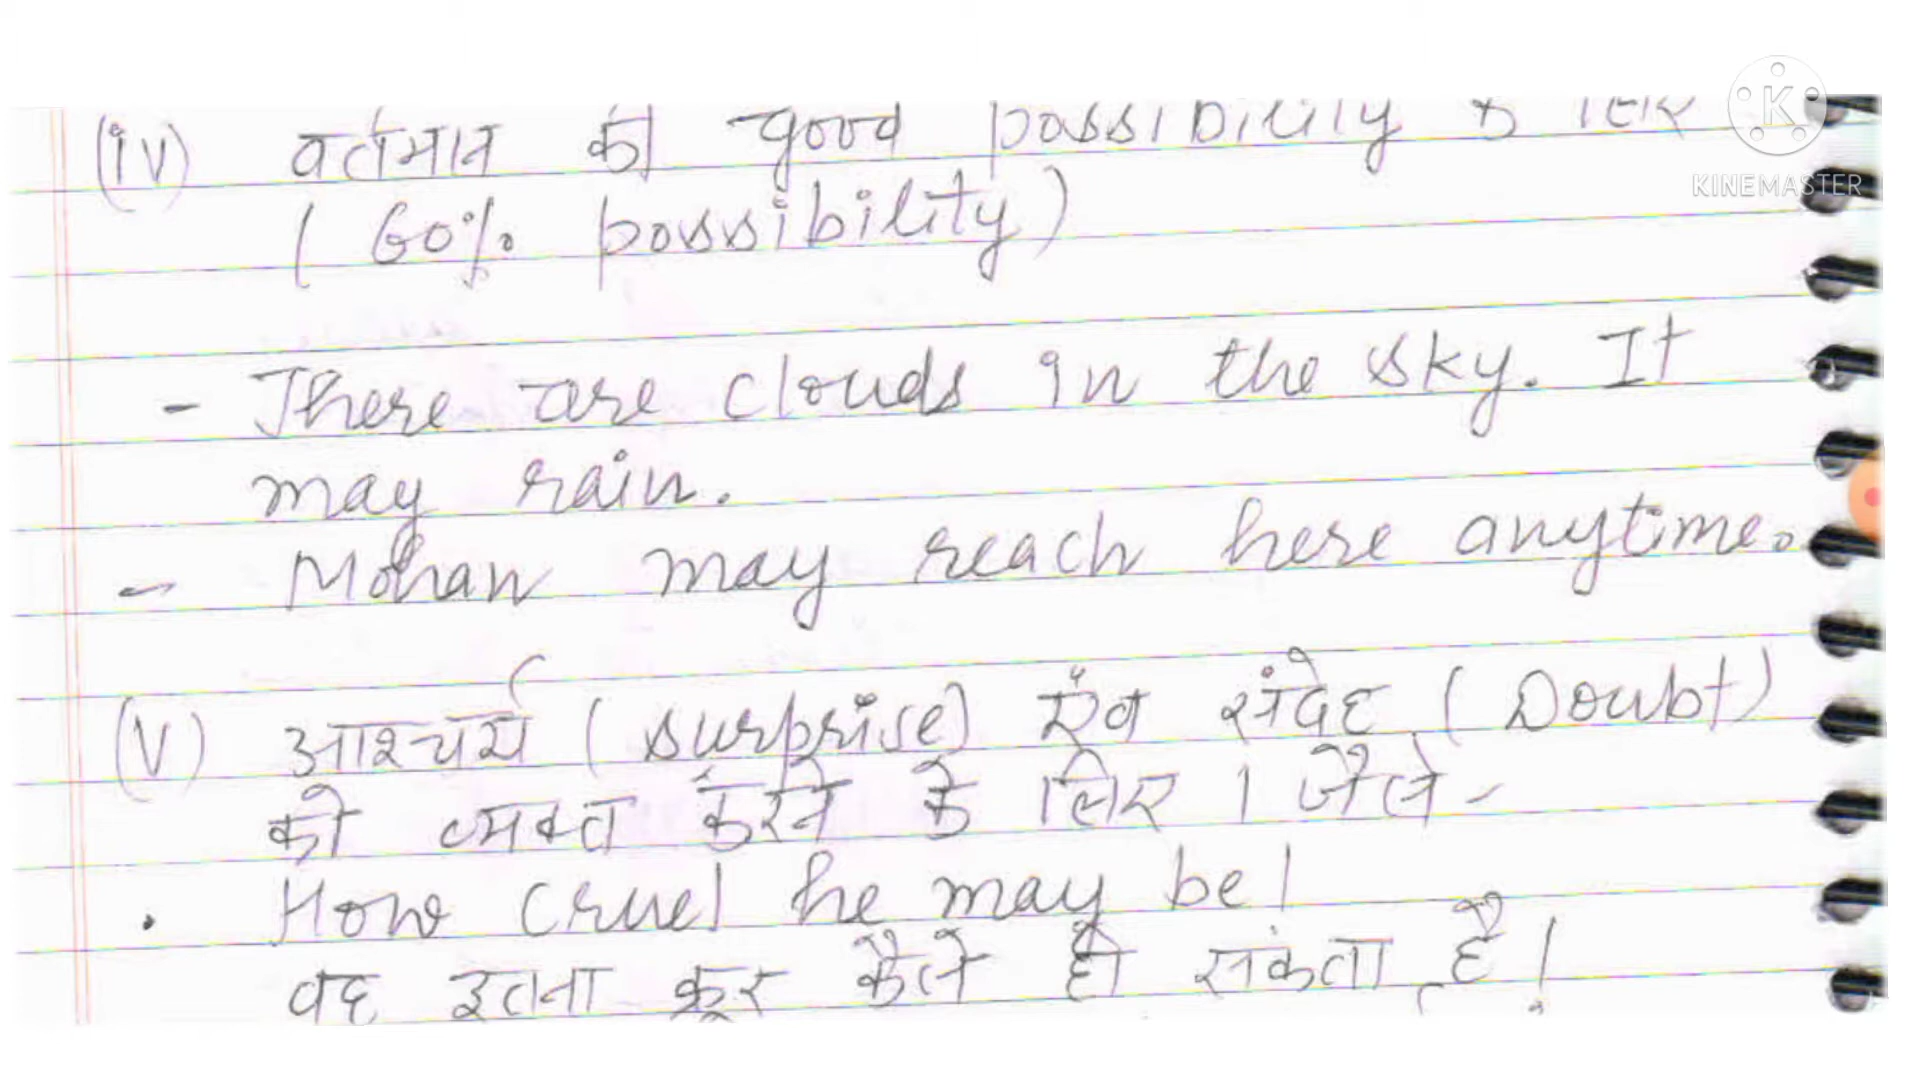 (iv) वर्तमान की good possibility के लिए
( 60% possibility)
- There are clouds in the sky. It
may rain.
- Mohan may reach here anytime.
(V) आश्चर्य ( surprise) एंव संदेह ( Doubt)
को व्यक्त करने के लिए । जैसे -
. How cruel he may be!
वह इतना क्रूर कैसे हो सकता है !
K
KINEMASTER